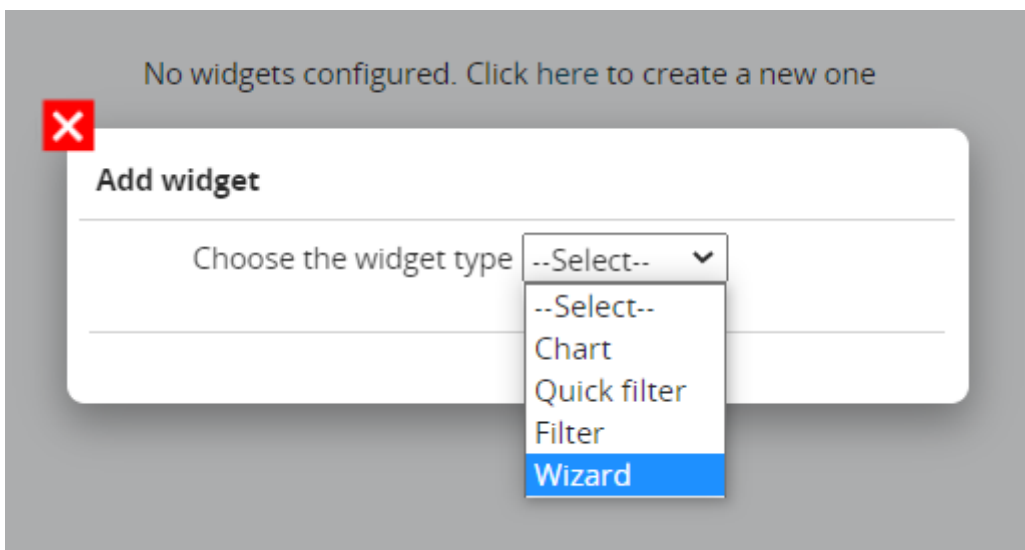 No widgets configured. Click here to create a new one
Add widget
Choose the widget type --Select--
--Select--
Chart
Quick filter
Filter
Wizard